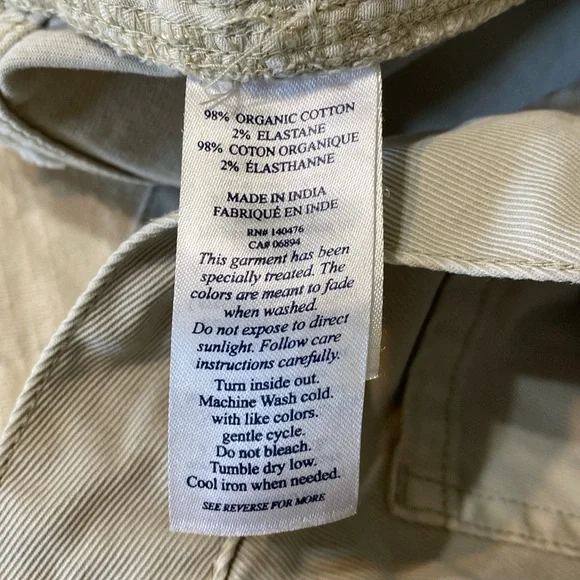 98% ORGANIC COTTON
2% ELASTANE
98% COTON ORGANIQUE
2% ÉLASTHANNE
MADE IN INDIA
FABRIQUÉ EN INDE
RN# 140476
CA# 06894
This garment has been
specially treated. The
colors are meant to fade
when washed.
Do not expose to direct
sunlight. Follow care
instructions carefully.
Turn inside out.
Machine Wash cold.
with like colors.
gentle cycle.
Do not bleach.
Tumble dry low.
Cool iron when needed.
SEE REVERSE FOR MORE